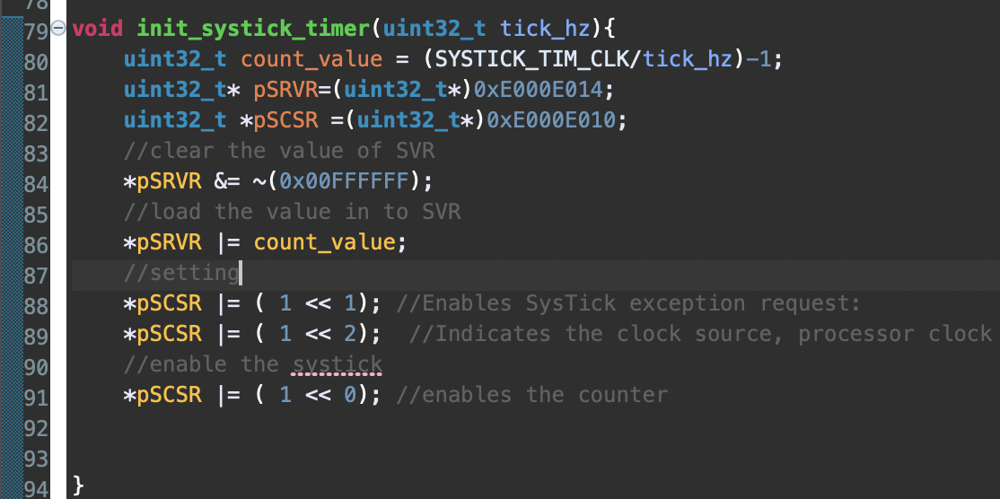 78
79 void init_systick_timer(uint32_t tick_hz){
80 uint32_t count_value = (SYSTICK_TIM_CLK/tick_hz)-1;
81 uint32_t* pSRVR=(uint32_t*)0xE000E014;
82 uint32_t *pSCSR =(uint32_t*)0xE000E010;
83 //clear the value of SVR
84 *pSRVR &= ~(0x00FFFFFF);
85 //load the value in to SVR
86 *pSRVR |= count_value;
87 //setting
88 *pSCSR |= ( 1 << 1); //Enables SysTick exception request:
89 *pSCSR |= ( 1 << 2);  //Indicates the clock source, processor clock
90 //enable the systick
91 *pSCSR |= ( 1 << 0); //enables the counter
92
93
94 }